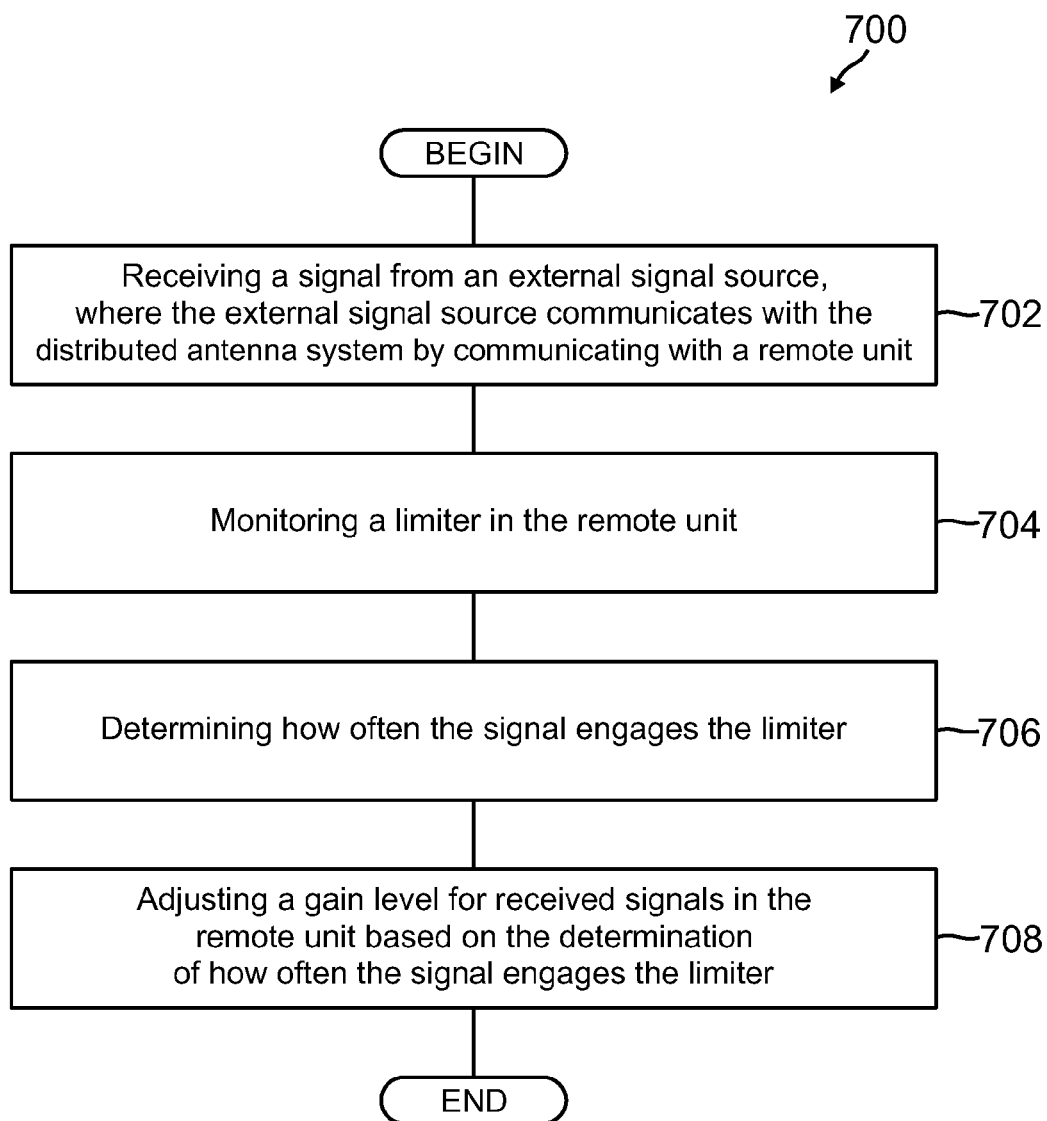 700
BEGIN
Receiving a signal from an external signal source,
where the external signal source communicates with the
distributed antenna system by communicating with a remote unit
702
Monitoring a limiter in the remote unit
704
Determining how often the signal engages the limiter
706
Adjusting a gain level for received signals in the
remote unit based on the determination
of how often the signal engages the limiter
708
END